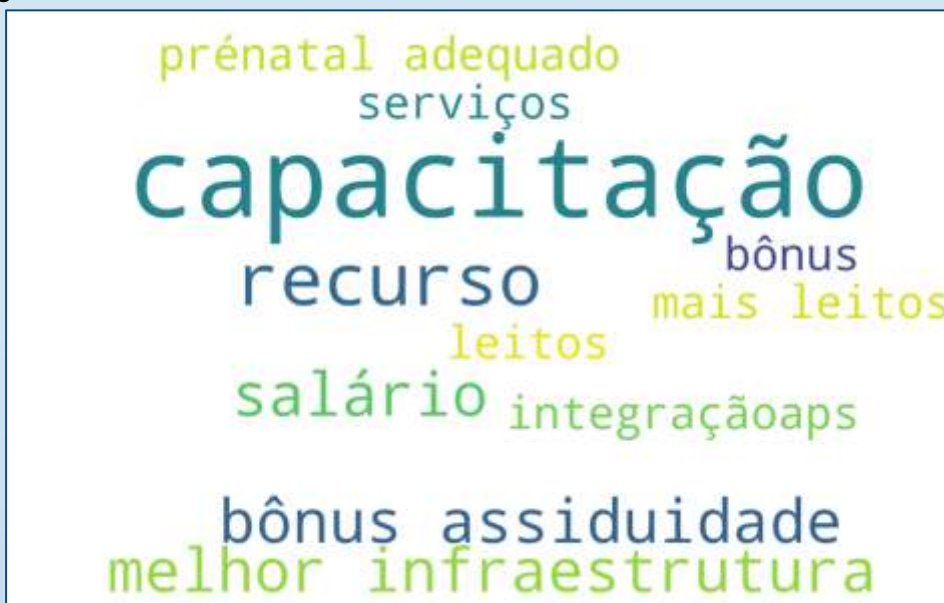 prénatal adequado
serviços
capacitação
bônus
recurso
mais leitos
leitos
salário
integraçãoaps
bônus assiduidade
melhor infraestrutura